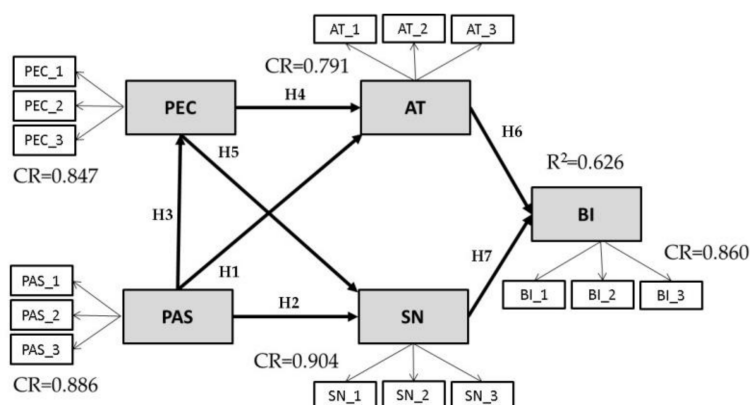 AT_1
AT_2
AT_3
CR=0.791
PEC_1
PEC_2
PEC_3
CR=0.847
PEC
H4
AT
H5
H6
R²=0.626
BI
CR=0.860
BI_1
BI_2
BI_3
H3
H1
H7
PAS_1
PAS_2
PAS_3
CR=0.886
PAS
H2
SN
CR=0.904
SN_1
SN_2
SN_3